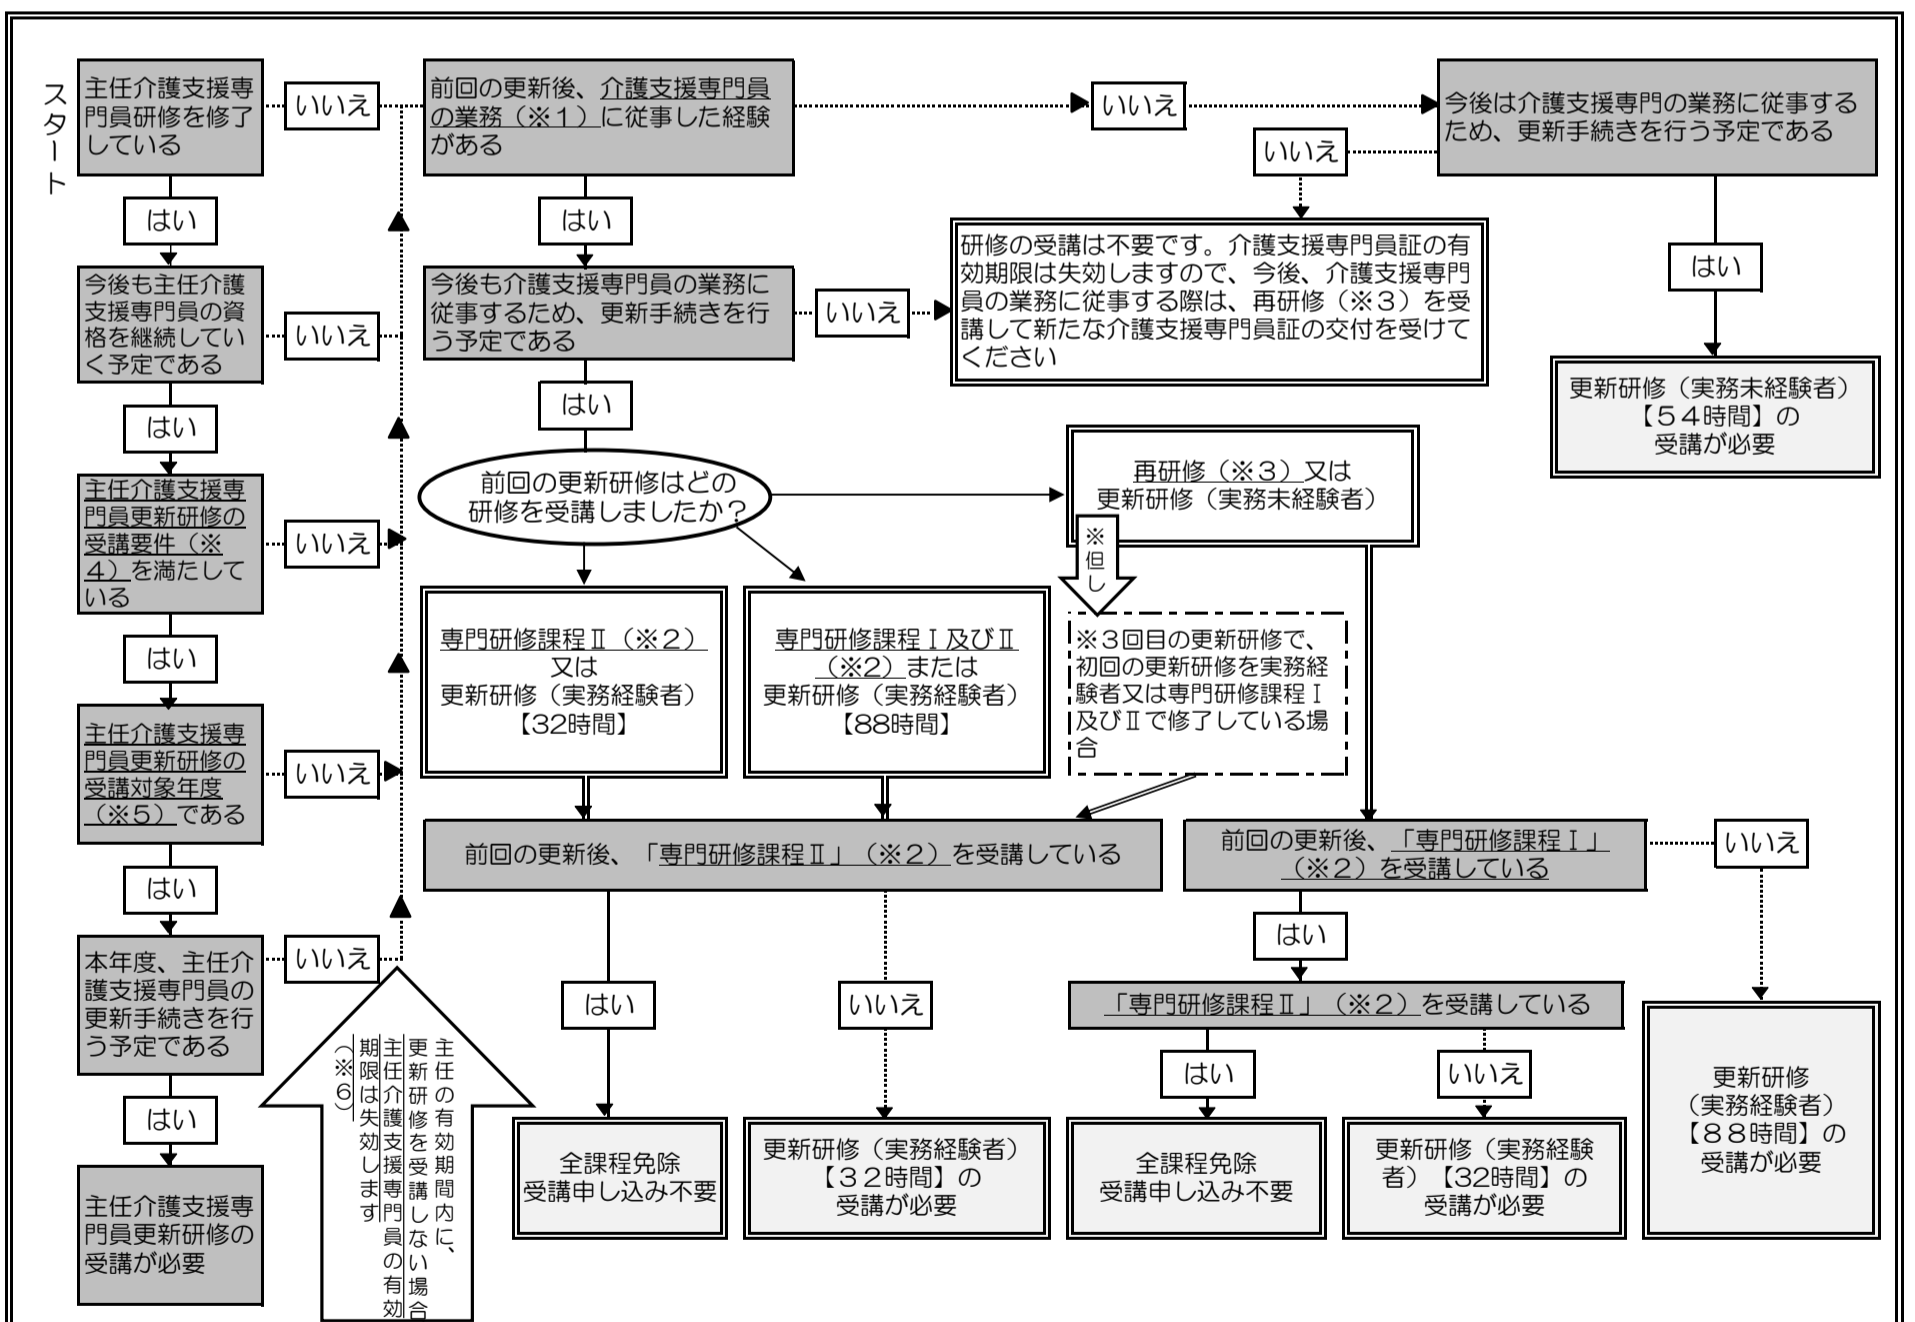 スタート
主任介護支援専
門員研修を修了
している
いいえ
はい
今後も主任介護
支援専門員の資
格を継続してい
く予定である
いいえ
はい
主任介護支援専
門員更新研修の
受講要件（※
４）を満たして
いる
いいえ
はい
主任介護支援専
門員更新研修の
受講対象年度
（※５）である
いいえ
はい
本年度、主任介
護支援専門員の
更新手続きを行
う予定である
いいえ
はい
主任介護支援専
門員更新研修の
受講が必要
主任の有効期間内に、
更新研修を受講しない場合
主任介護支援専門員の有効
期限は失効します
（※６）
前回の更新後、介護支援専門員
の業務（※１）に従事した経験
がある
いいえ
はい
今後は介護支援専門の業務に従事する
ため、更新手続きを行う予定である
いいえ
はい
今後も介護支援専門員の業務に
従事するため、更新手続きを行
う予定である
いいえ
はい
研修の受講は不要です。介護支援専門員証の有
効期限は失効しますので、今後、介護支援専門
員の業務に従事する際は、再研修（※３）を受
講して新たな介護支援専門員証の交付を受けて
ください
更新研修（実務未経験者）
【５４時間】の
受講が必要
前回の更新研修はどの
研修を受講しましたか？
再研修（※３）又は
更新研修（実務未経験者）
※但し
専門研修課程Ⅱ（※２）
又は
更新研修（実務経験者）
【32時間】
専門研修課程Ⅰ及びⅡ
（※2）または
更新研修（実務経験者）
【88時間】
※３回目の更新研修で、
初回の更新研修を実務経
験者又は専門研修課程Ⅰ
及びⅡで修了している場
合
前回の更新後、「専門研修課程Ⅱ」（※２）を受講している
前回の更新後、「専門研修課程Ⅰ」
（※２）を受講している
いいえ
はい
はい
いいえ
「専門研修課程Ⅱ」（※２）を受講している
はい
いいえ
全課程免除
受講申し込み不要
更新研修（実務経験者）
【３２時間】の
受講が必要
全課程免除
受講申し込み不要
更新研修（実務経験
者）【32時間】の
受講が必要
更新研修
（実務経験者）
【８８時間】の
受講が必要